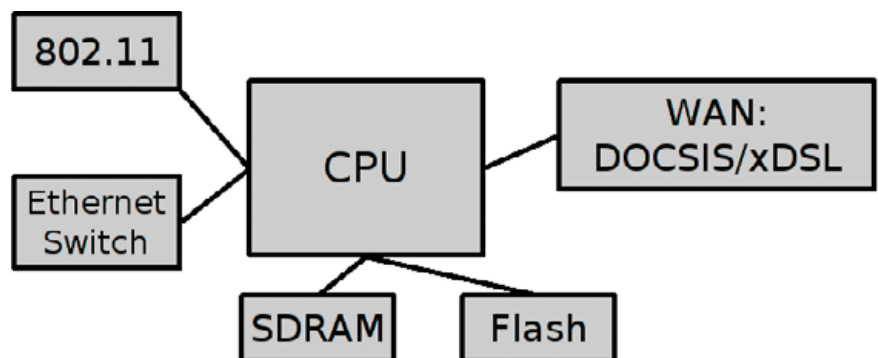 802.11
CPU
WAN:
DOCSIS/xDSL
Ethernet
Switch
SDRAM
Flash